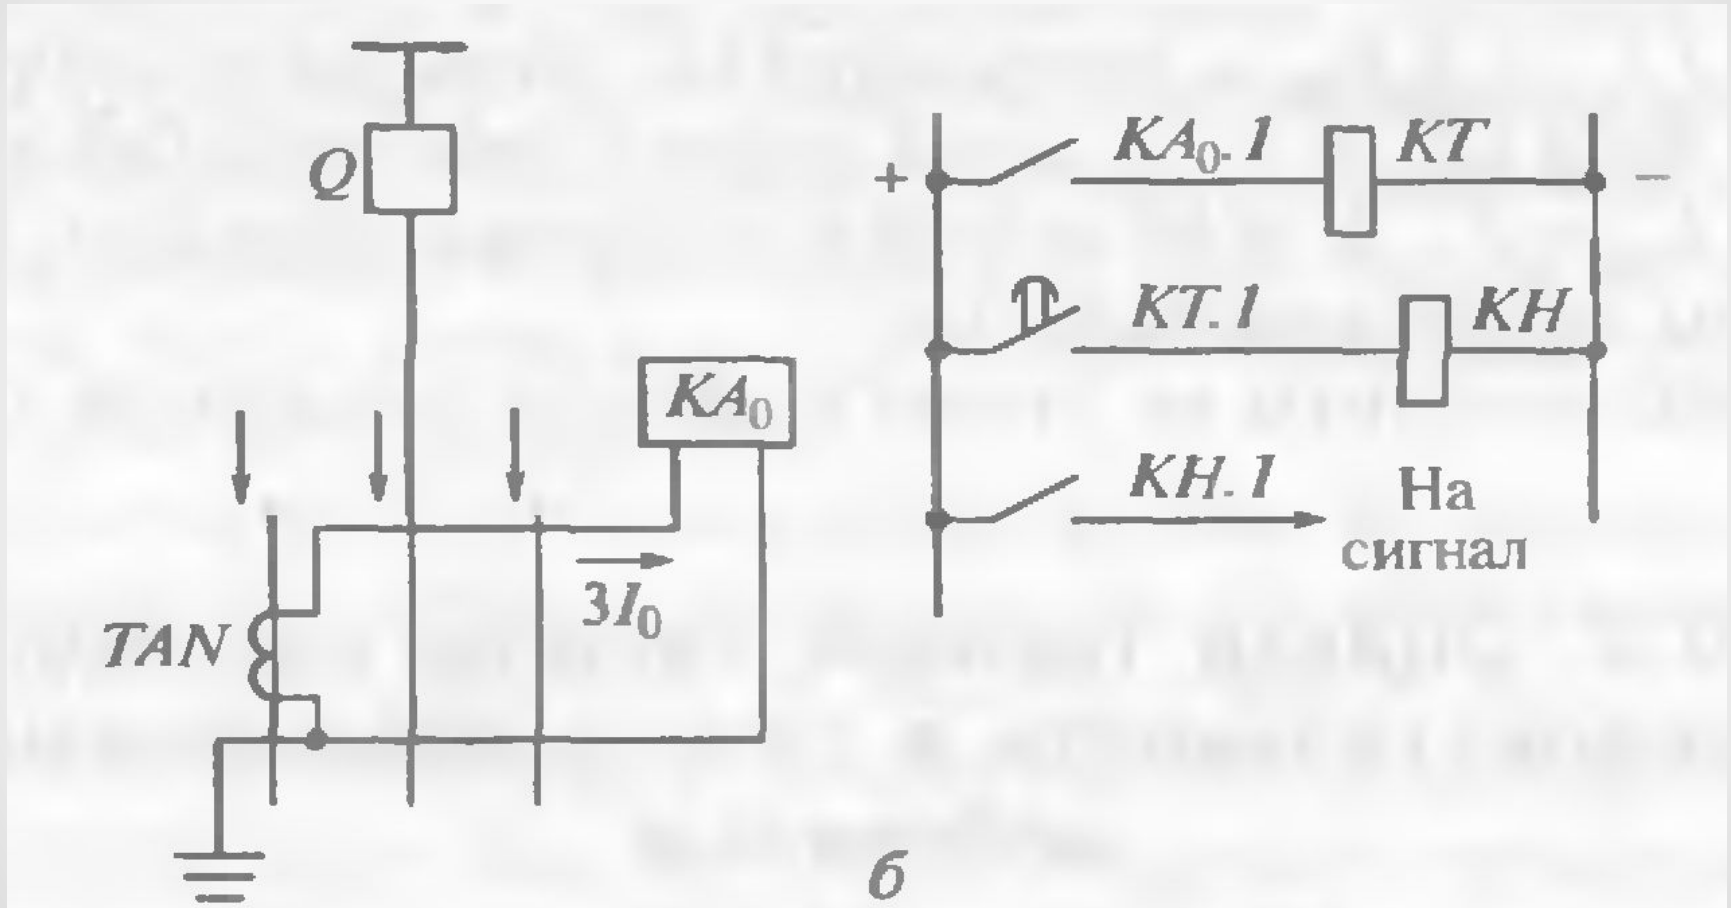 Q
KA₀
3I₀
TAN
+
KA₀.1
KT
−
KT.1
KH
KH.1
На
сигнал
б